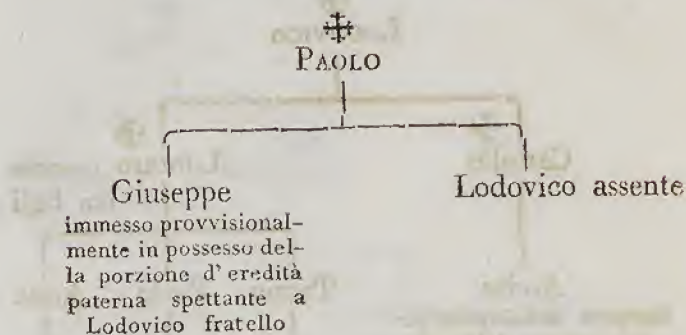 PAOLO
Giuseppe
immesso provvisional-
mente in possesso del-
la porzione d'eredità
paterna spettante a
Lodovico fratello
Lodovico assente